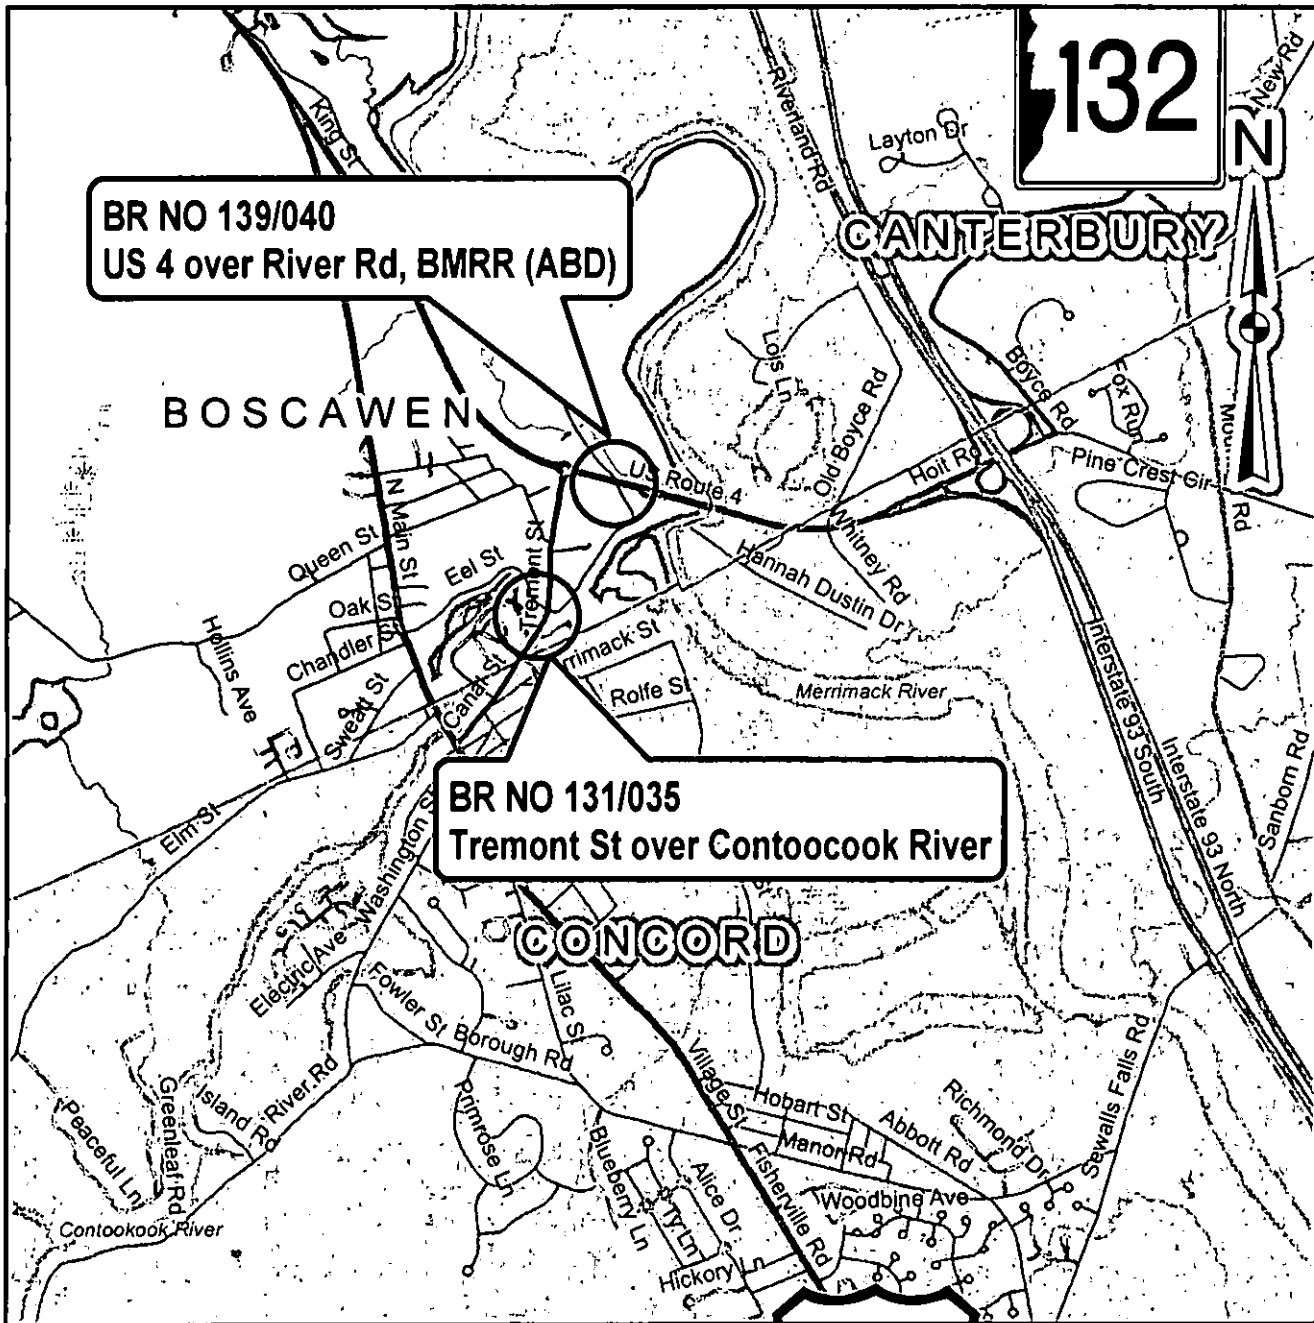 132
New Rd
N
King St
Riverland Rd
Layton Dr
BR NO 139/040
US 4 over River Rd, BMRR (ABD)
CANTERBURY
Lois Ln
Boyce Rd
Fox Run
Old Boyce Rd
BOSCAWEN
Hoit Rd
Pine Crest Cir
Rd
US Route 4
N Main St
Tremont St
Whitney Rd
Queen St
Eel St
Hannah Dustin Dr
Oak St
Hollins Ave
Chandler St
rrimack St
Rolfe St
Merrimack River
Sweatt St
Canal St
Interstate 93 South
Interstate 93 North
Sanborn Rd
BR NO 131/035
Tremont St over Contoocook River
Elm St
Washington St
CONCORD
Electric Ave
Fowler St
Lilac St
Borough Rd
River Rd
Island Rd
Greenleaf Rd
Peaceful Ln
Primrose Ln
Village St
Hobart St
Abbott Rd
Richmond Dr
Sewalls Falls Rd
Manor Rd
Blueberry Ln
Alice Dr
Fisherville Rd
Woodbine Ave
Ty Ln
Contookook River
Hickory Ln